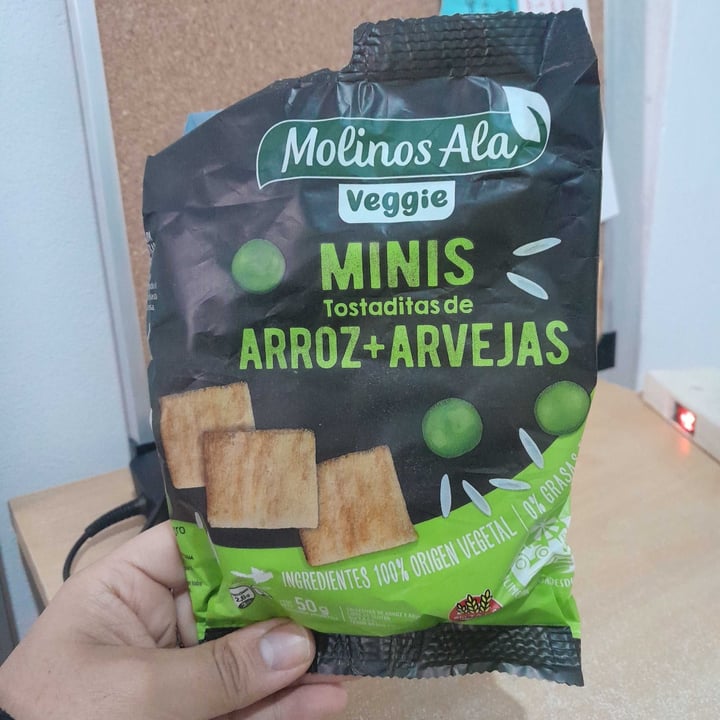 Molinos Ala
Veggie
MINIS
Tostaditas de
ARROZ+ARVEJAS
INGREDIENTES 100% ORIGEN VEGETAL | 0% GRASAS
50g